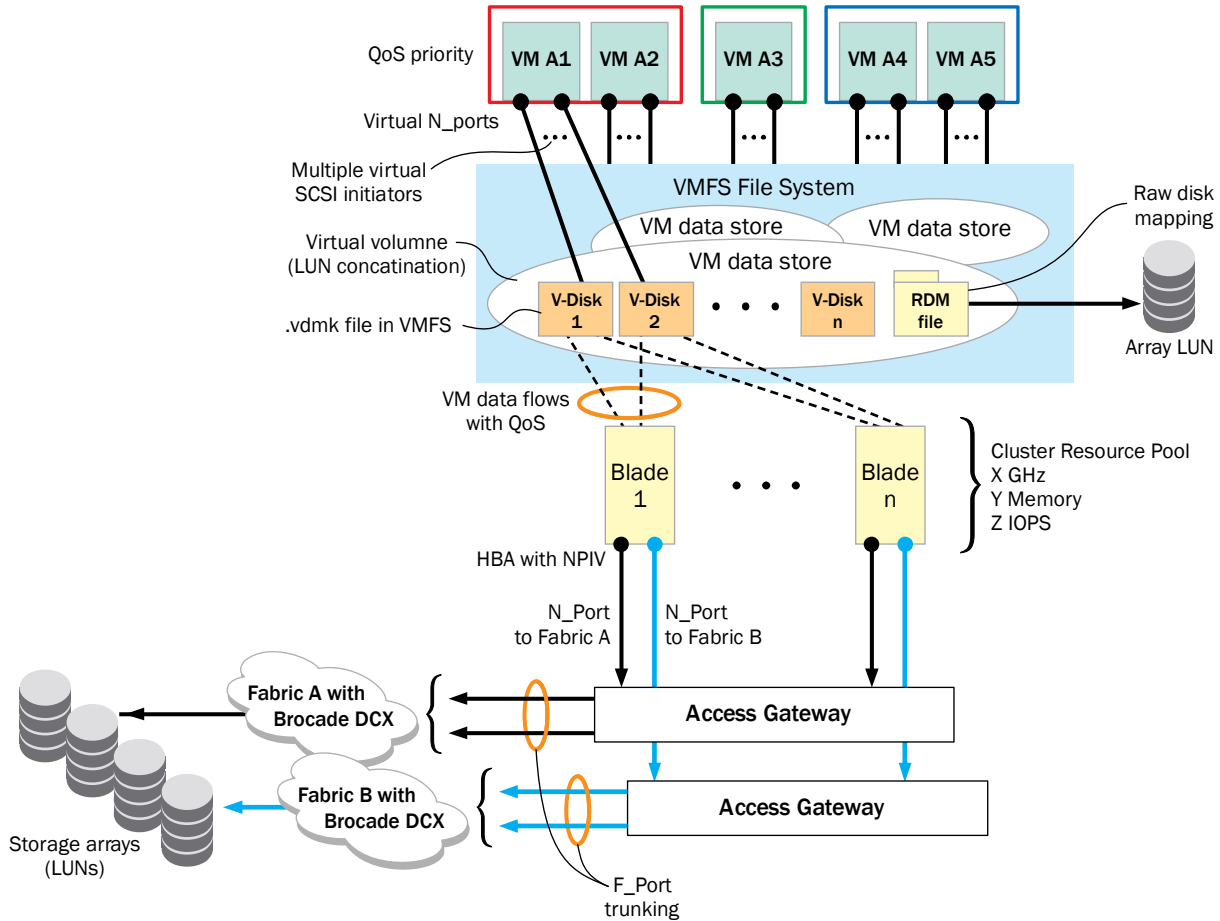 QoS priority
VM A1
VM A2
VM A3
VM A4
VM A5
Virtual N_ports
Multiple virtual
SCSI initiators
VMFS File System
Raw disk
mapping
VM data store
VM data store
Virtual volumne
(LUN concatination)
VM data store
V-Disk
1
V-Disk
2
V-Disk
n
RDM
file
.vdmk file in VMFS
Array LUN
VM data flows
with QoS
Blade
1
Blade
n
Cluster Resource Pool
X GHz
Y Memory
Z IOPS
HBA with NPIV
N_Port
to Fabric A
N_Port
to Fabric B
Fabric A with
Brocade DCX
Access Gateway
Fabric B with
Brocade DCX
Access Gateway
Storage arrays
(LUNs)
F_Port
trunking